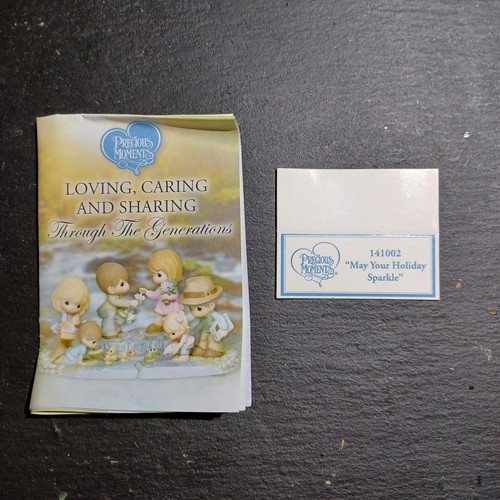 PRECIOUS
MOMENTS
LOVING, CARING
AND SHARING
Through The Generations
PRECIOUS
MOMENTS®
141002
"May Your Holiday
Sparkle"